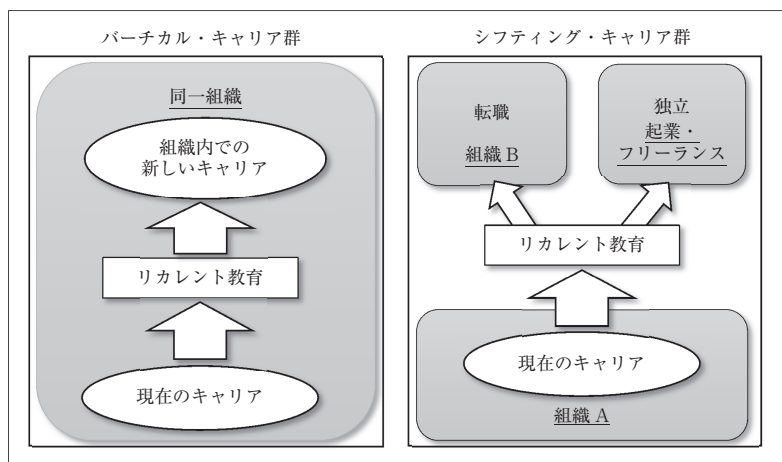 バーチカル・キャリア群
同一組織
組織内での
新しいキャリア
リカレント教育
現在のキャリア
シフティング・キャリア群
転職
組織 B
独立
起業・
フリーランス
リカレント教育
現在のキャリア
組織 A